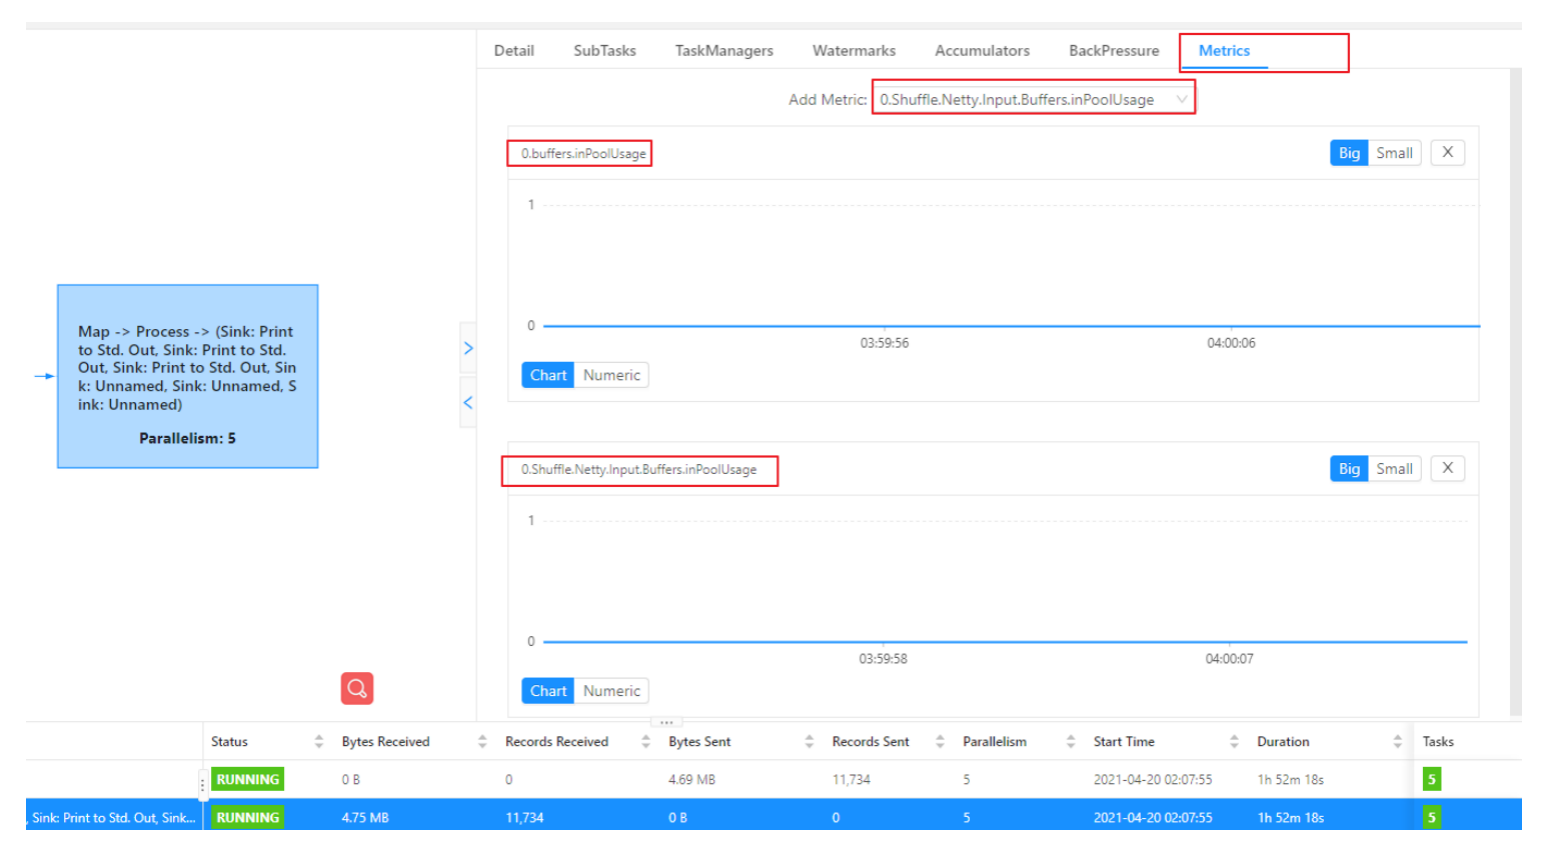 Detail SubTasks TaskManagers Watermarks Accumulators BackPressure Metrics
Add Metric: 0.Shuffle.Netty.Input.Buffers.inPoolUsage
0.buffers.inPoolUsage Big Small X
1
0
03:59:56 04:00:06
Chart Numeric
Map -> Process -> (Sink: Print
to Std. Out, Sink: Print to Std.
Out, Sink: Print to Std. Out, Sin
k: Unnamed, Sink: Unnamed, S
ink: Unnamed)
Parallelism: 5
0.Shuffle.Netty.Input.Buffers.inPoolUsage Big Small X
1
0
03:59:58 04:00:07
Chart Numeric
Status Bytes Received Records Received Bytes Sent Records Sent Parallelism Start Time Duration Tasks
RUNNING 0 B 0 4.69 MB 11,734 5 2021-04-20 02:07:55 1h 52m 18s 5
, Sink: Print to Std. Out, Sink... RUNNING 4.75 MB 11,734 0 B 0 5 2021-04-20 02:07:55 1h 52m 18s 5